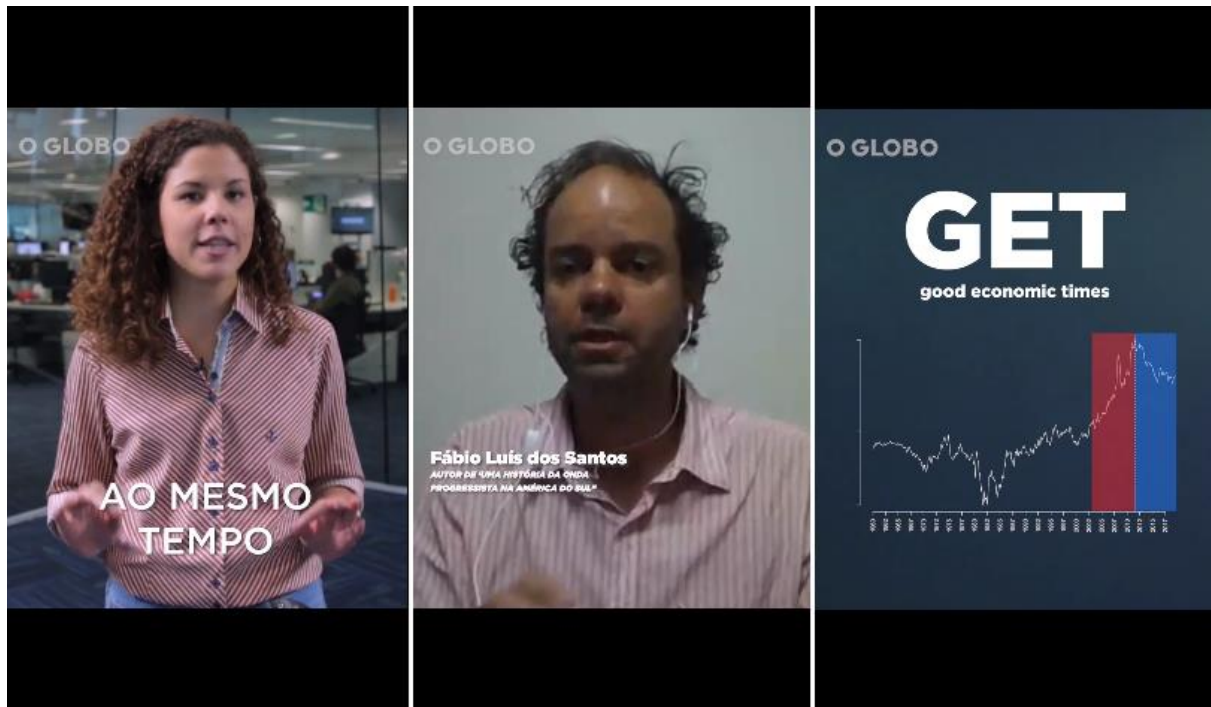 O GLOBO
AO MESMO
TEMPO
O GLOBO
Fábio Luís dos Santos
AUTOR DE "UMA HISTÓRIA DA ONDA
PROGRESSISTA NA AMÉRICA DO SUL"
O GLOBO
GET
good economic times